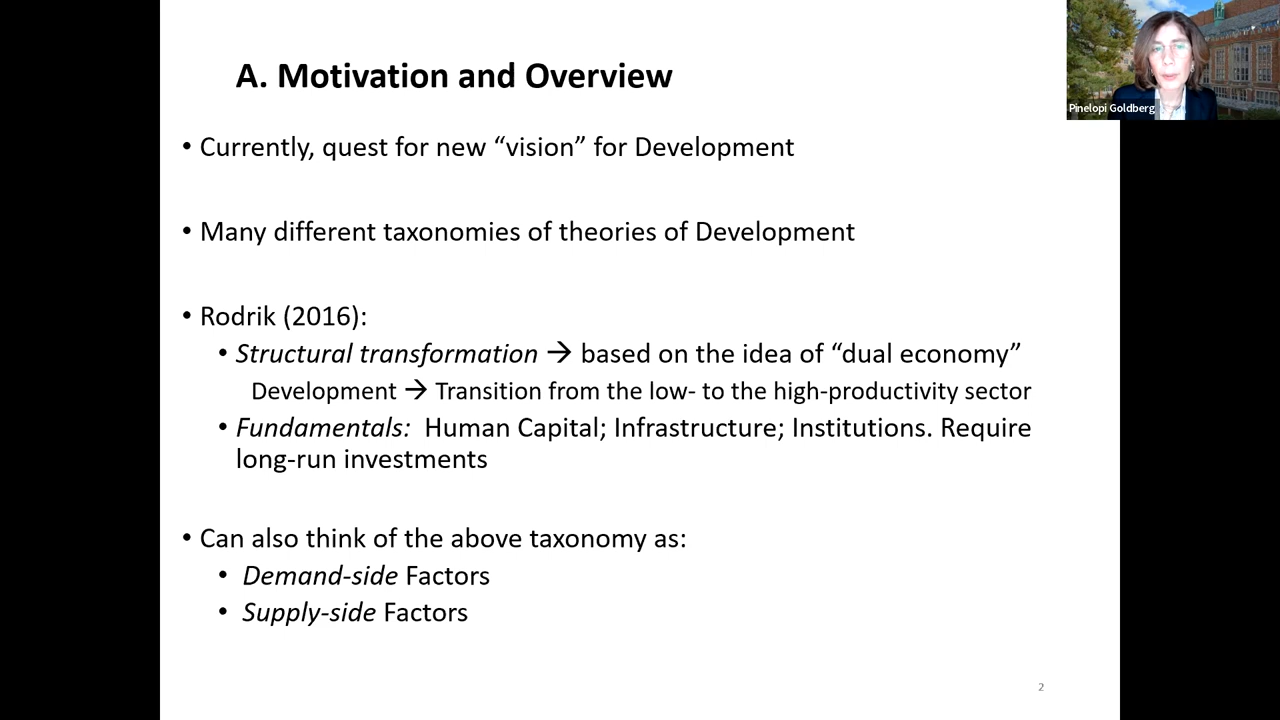 A. Motivation and Overview
Pinelopi Goldberg
• Currently, quest for new “vision” for Development
• Many different taxonomies of theories of Development
• Rodrik (2016):
• Structural transformation → based on the idea of “dual economy”
Development → Transition from the low- to the high-productivity sector
• Fundamentals: Human Capital; Infrastructure; Institutions. Require
long-run investments
• Can also think of the above taxonomy as:
• Demand-side Factors
• Supply-side Factors
2